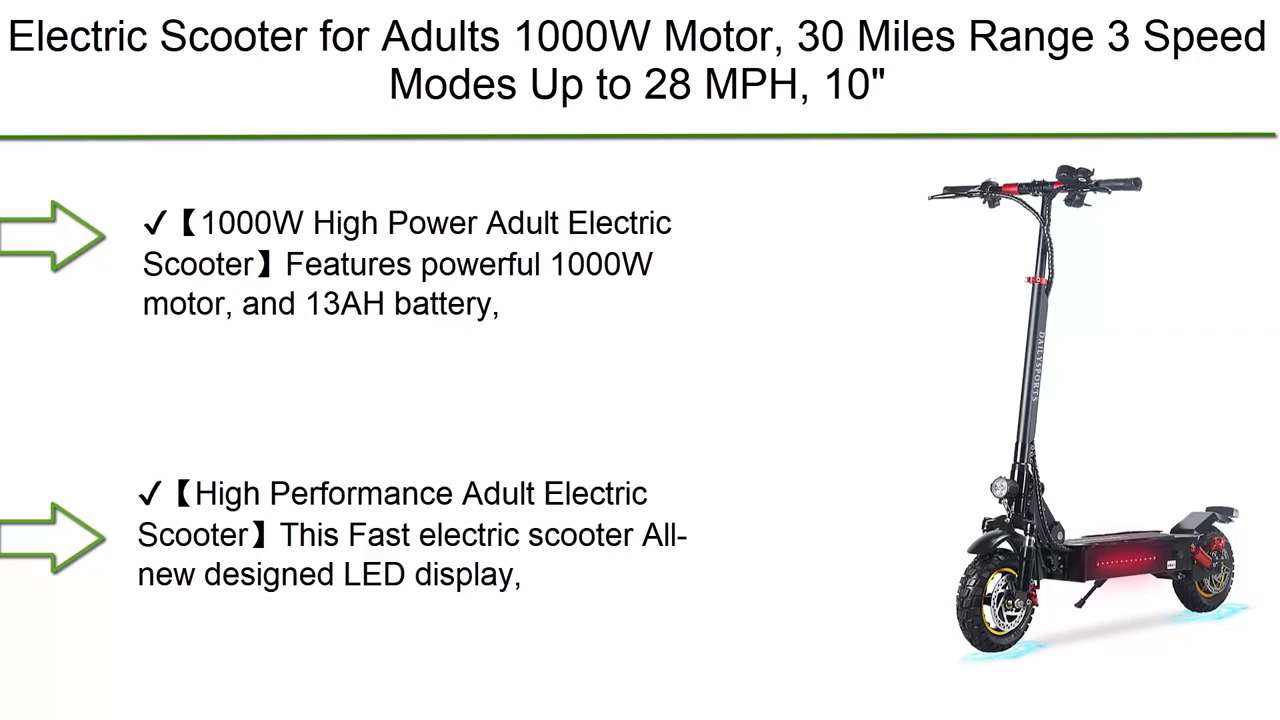 Electric Scooter for Adults 1000W Motor, 30 Miles Range 3 Speed
Modes Up to 28 MPH, 10"
✓【1000W High Power Adult Electric
Scooter】Features powerful 1000W
motor, and 13AH battery,
✓【High Performance Adult Electric
Scooter】This Fast electric scooter All-
new designed LED display,
DAILYSPORTS